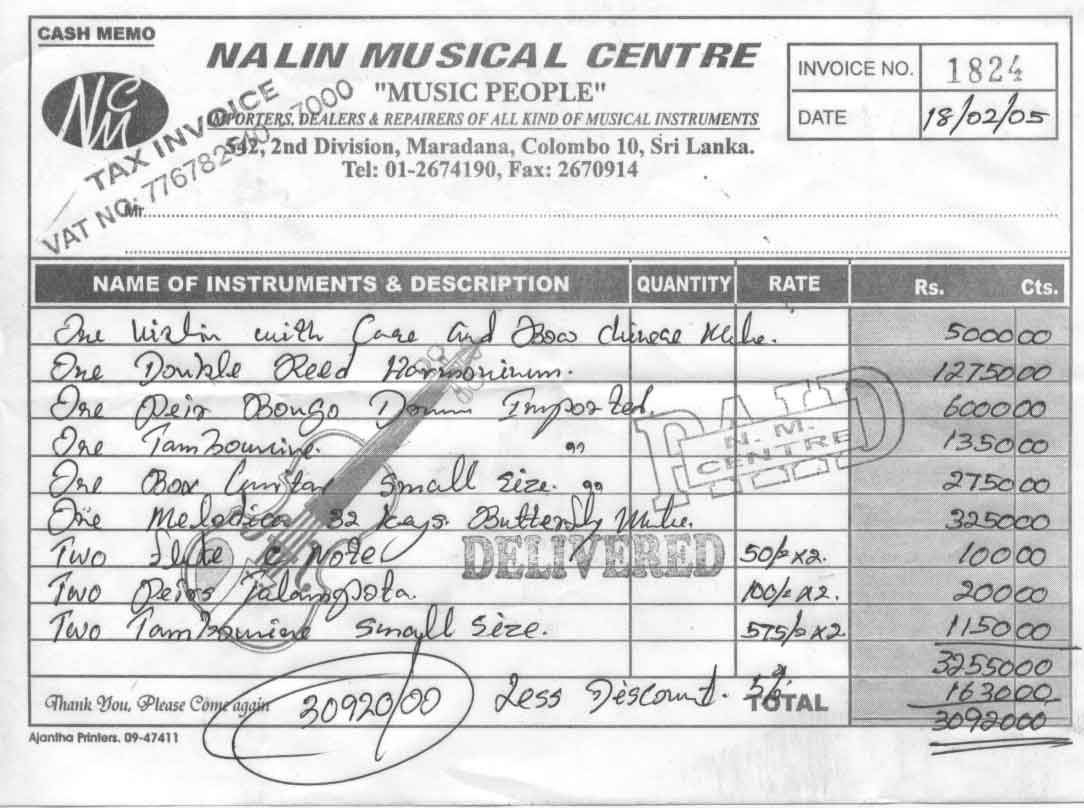 CASH MEMO
NALIN MUSICAL CENTRE
NCM
"MUSIC PEOPLE"
IMPORTERS, DEALERS & REPAIRERS OF ALL KIND OF MUSICAL INSTRUMENTS
542, 2nd Division, Maradana, Colombo 10, Sri Lanka.
Tel: 01-2674190, Fax: 2670914
INVOICE NO. 1824
DATE 18/02/05
TAX INVOICE
VAT NO: 7000
Mr.
NAME OF INSTRUMENTS & DESCRIPTION QUANTITY RATE Rs. Cts.
One with Case and Bow Chinese Make. 5000 00
One Double Reed Harmonium. 12750 00
One Peir Bongo Drum Imported. 6000 00
One Tambourine. " 1350 00
One Box Guitar Small Size. " 2750 00
One Melodica 32 Keys. Butterfly Make. 3250 00
Two C Note 50/= x2. 100 00
Two Peirs Talampota. 100/= x2. 200 00
Two Tambourine Small Size. 575/= x2 1150 00
32550 00
Less Discount. 5% 1630 00
Thank You, Please Come again 30920/00 TOTAL 30920 00
PAID
N. M.
CENTRE
DELIVERED
Ajantha Printers. 09-47411